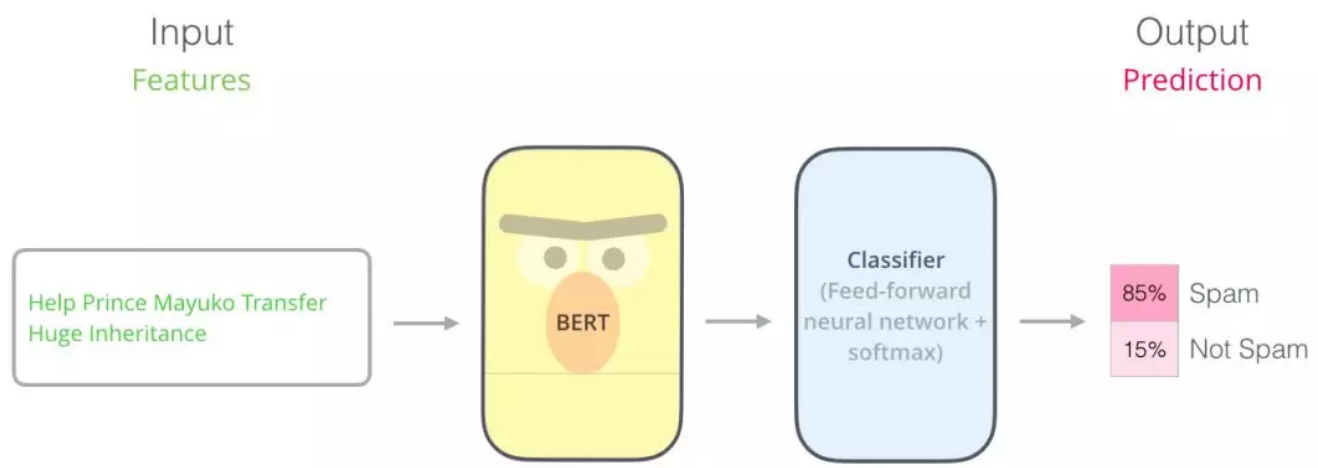 Input
Features
Output
Prediction
Help Prince Mayuko Transfer
Huge Inheritance
BERT
Classifier
(Feed-forward
neural network +
softmax)
85% Spam
15% Not Spam